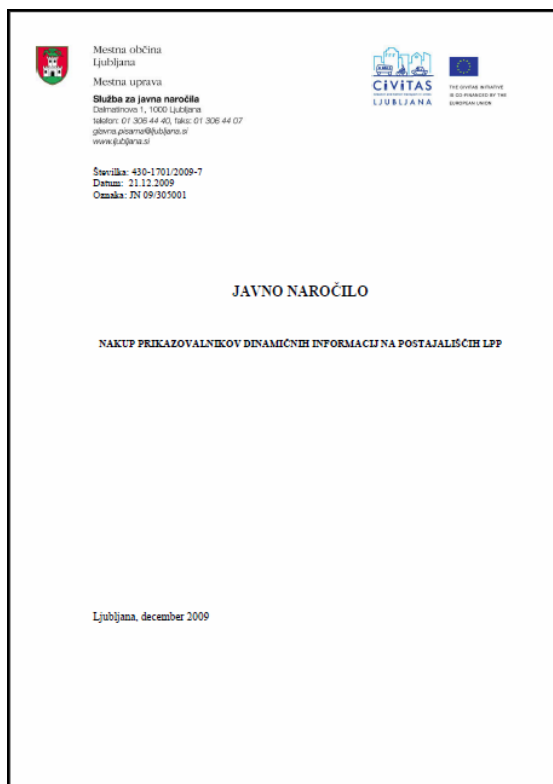 Mestna občina
Ljubljana
Mestna uprava
Služba za javna naročila
Dalmatinova 1, 1000 Ljubljana
telefon: 01 306 44 40, faks: 01 306 44 07
glavna.pisarna@ljubljana.si
www.ljubljana.si
CIVITAS
LJUBLJANA
THE CIVITAS INITIATIVE
IS CO-FINANCED BY THE
EUROPEAN UNION
Številka: 430-1701/2009-7
Datum: 21.12.2009
Oznaka: JN 09/305001
JAVNO NAROČILO
NAKUP PRIKAZOVALNIKOV DINAMIČNIH INFORMACIJ NA POSTAJALIŠČIH LPP
Ljubljana, december 2009